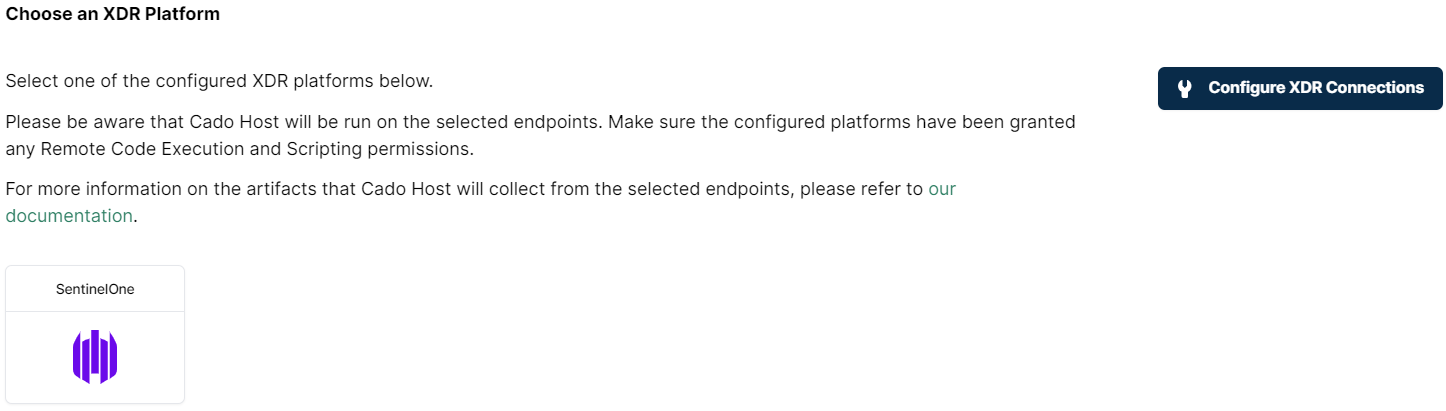 Choose an XDR Platform
Select one of the configured XDR platforms below.
Configure XDR Connections
Please be aware that Cado Host will be run on the selected endpoints. Make sure the configured platforms have been granted
any Remote Code Execution and Scripting permissions.
For more information on the artifacts that Cado Host will collect from the selected endpoints, please refer to our
documentation.
SentinelOne